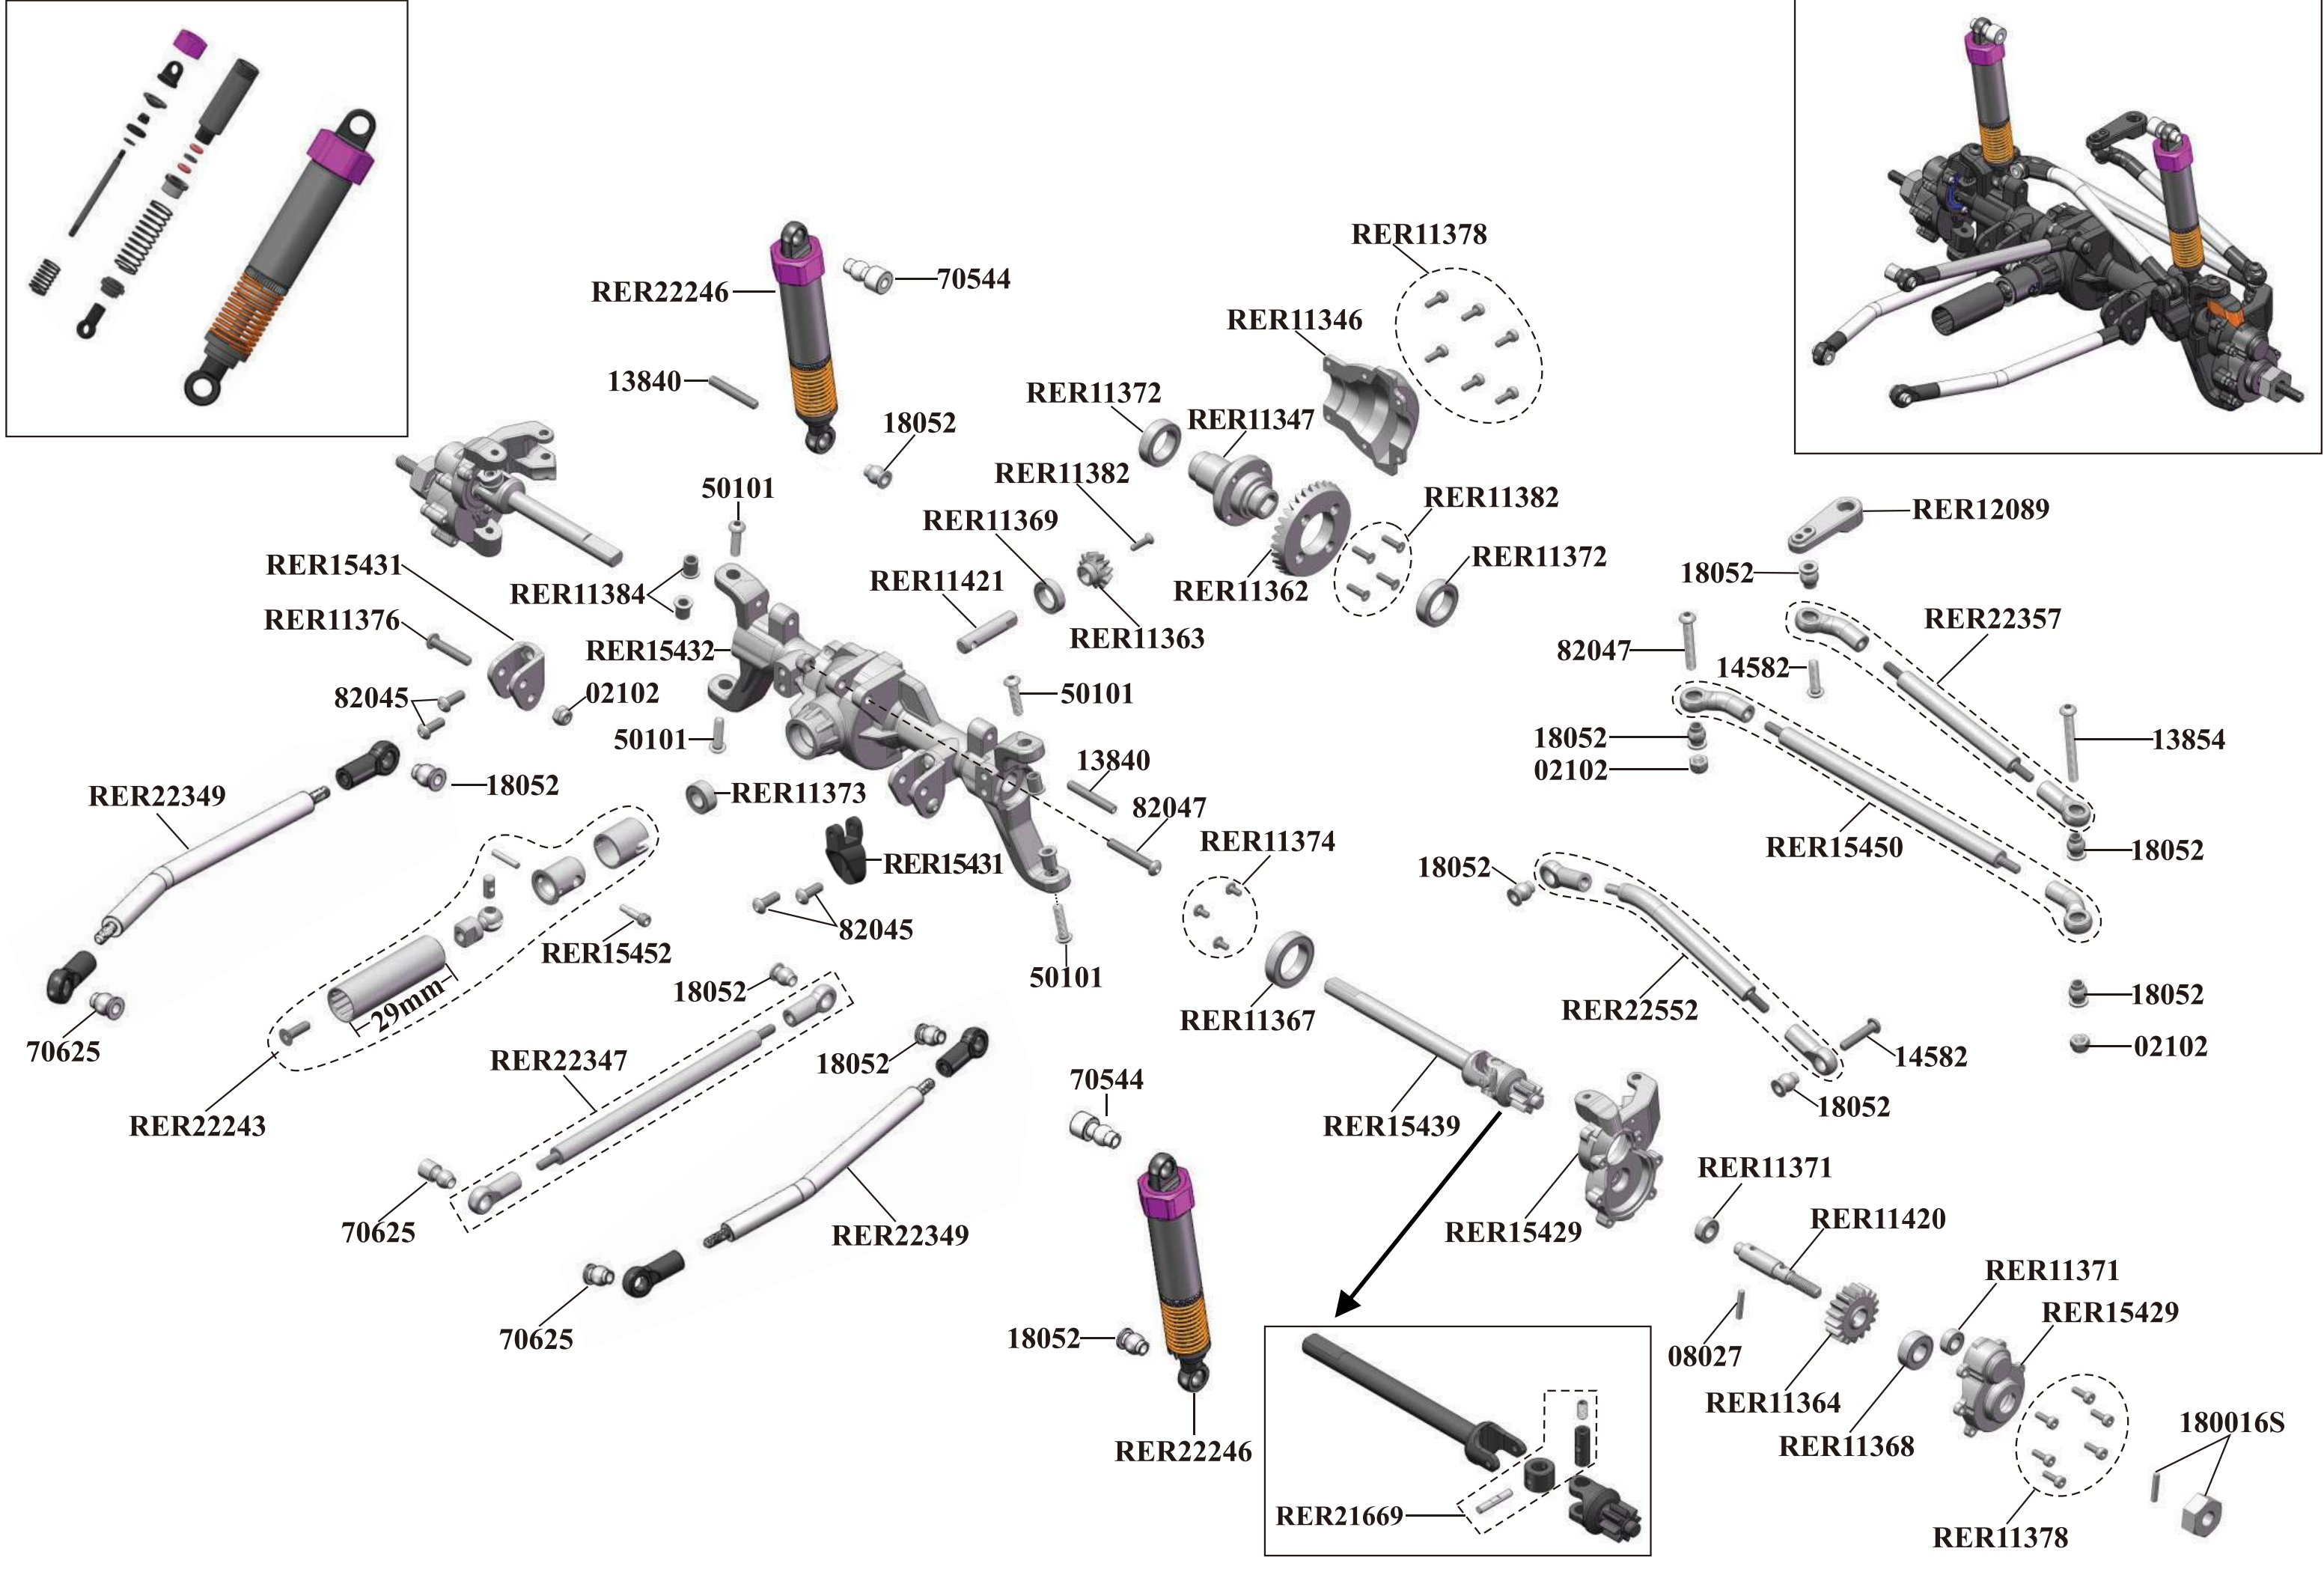 RER11378
RER22246
70544
RER11346
13840
RER11372
RER11347
18052
RER11382
50101
RER11382
RER12089
RER11369
RER15431
RER11372
18052
RER11384
RER11421
RER11362
RER11376
RER11363
RER22357
RER15432
82047
14582
82045
02102
50101
50101
18052
13854
13840
02102
RER22349
18052
RER11373
82047
RER11374
RER15450
18052
RER15431
18052
82045
RER15452
50101
18052
18052
29mm
RER22552
RER11367
70625
RER22347
18052
02102
14582
70544
RER22243
RER15439
18052
RER11371
70625
RER22349
RER15429
RER11420
RER11371
RER15429
70625
18052
08027
RER11364
180016S
RER22246
RER11368
RER21669
RER11378